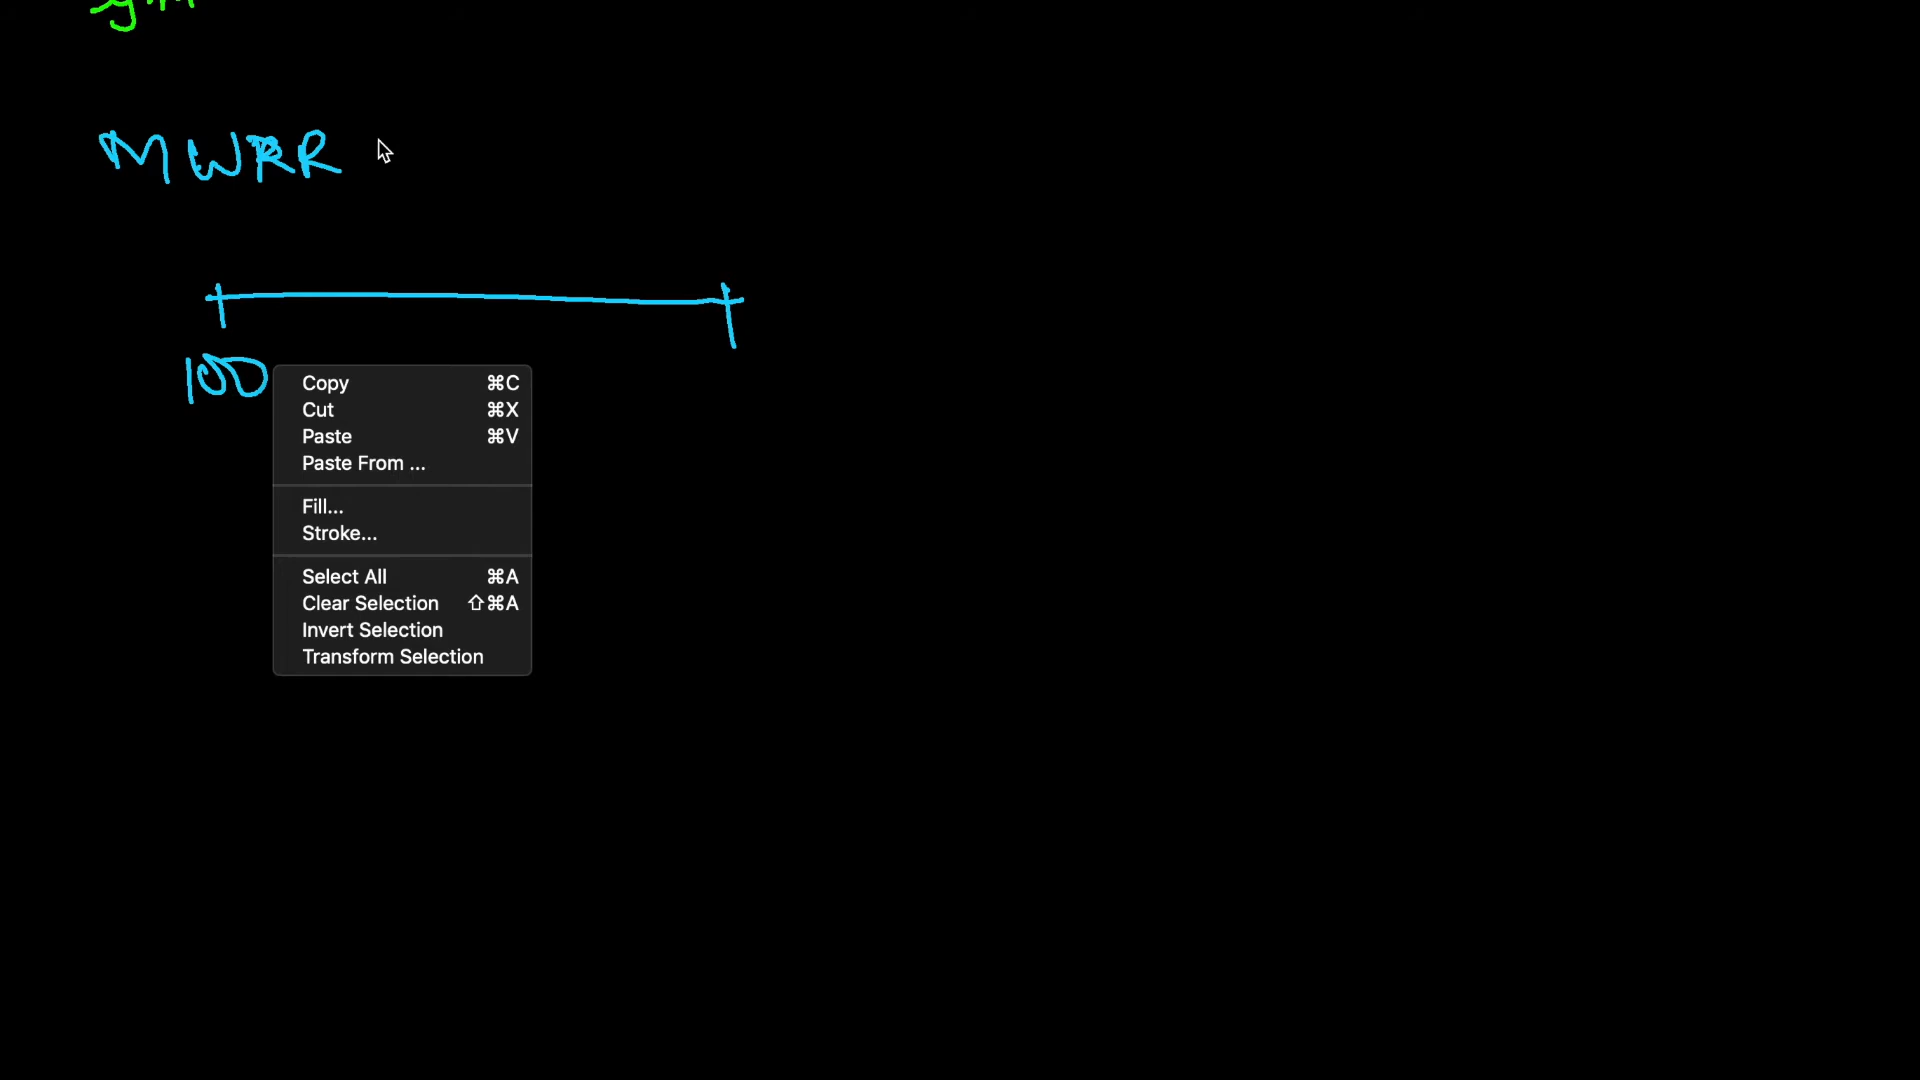 MWRR
100
Copy ⌘C
Cut ⌘X
Paste ⌘V
Paste From ...
Fill...
Stroke...
Select All ⌘A
Clear Selection ⇧⌘A
Invert Selection
Transform Selection